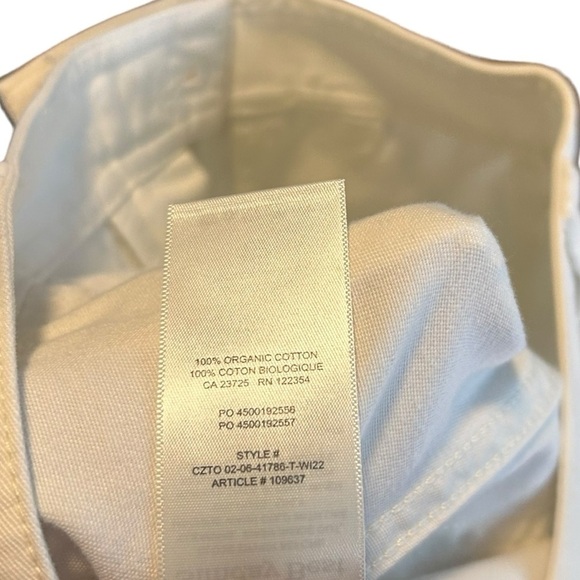 100% ORGANIC COTTON
100% COTON BIOLOGIQUE
CA 23725 RN 122354
PO 4500192556
PO 4500192557
STYLE #
CZTO 02-06-41786-T-WI22
ARTICLE # 109637